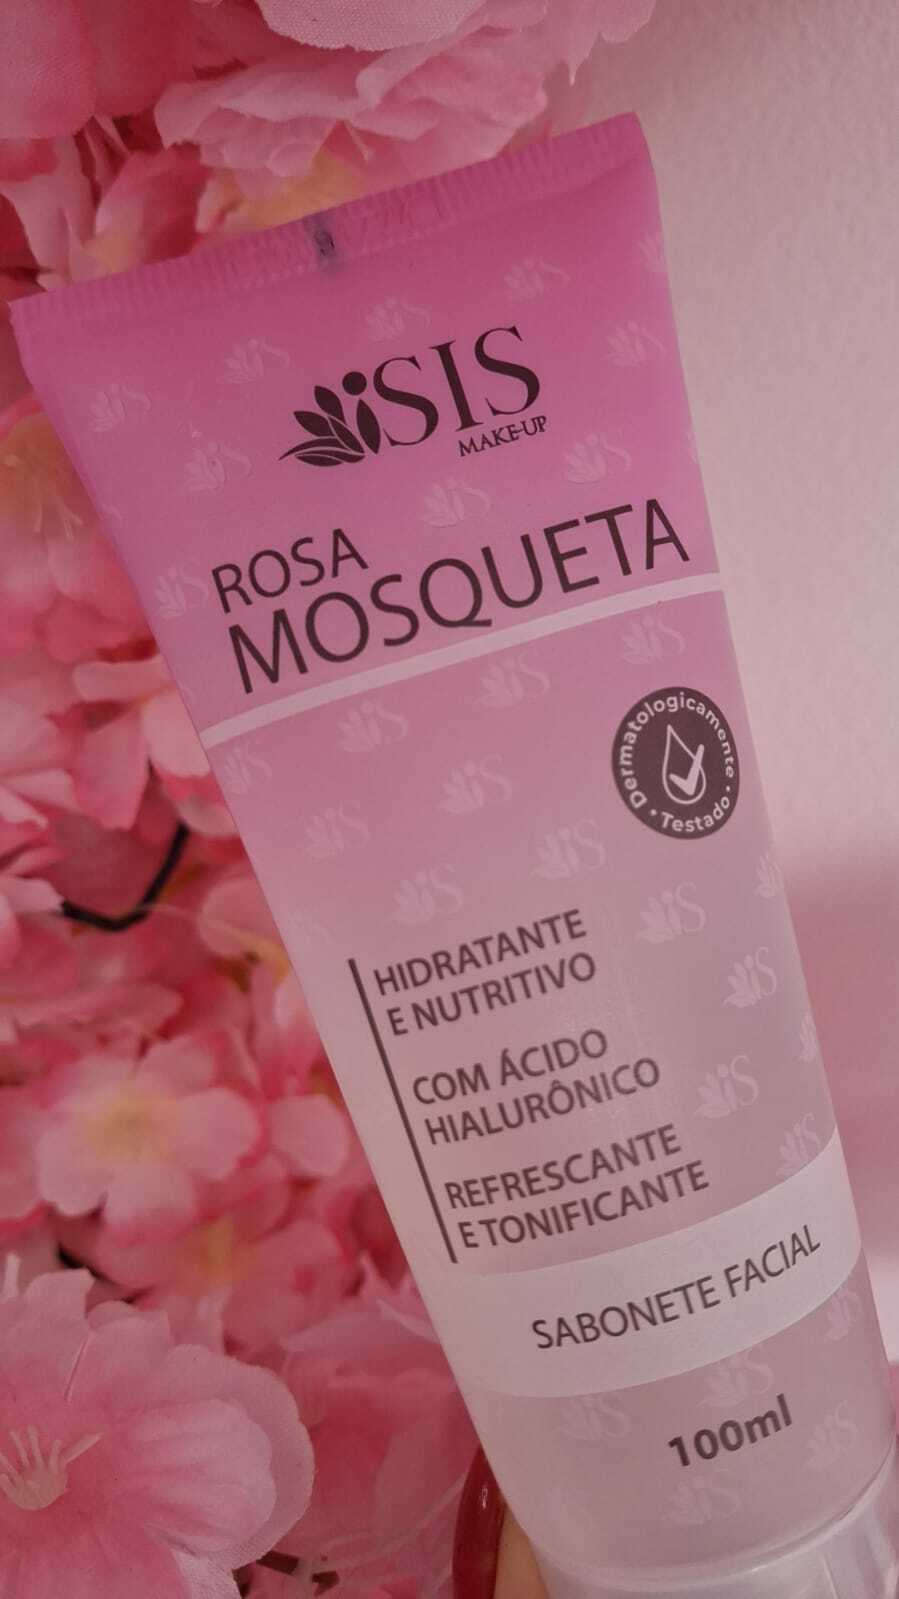 iSIS
MAKE-UP
ROSA
MOSQUETA
Dermatologicamente
Testado
HIDRATANTE
E NUTRITIVO
COM ÁCIDO
HIALURÔNICO
REFRESCANTE
E TONIFICANTE
SABONETE FACIAL
100ml